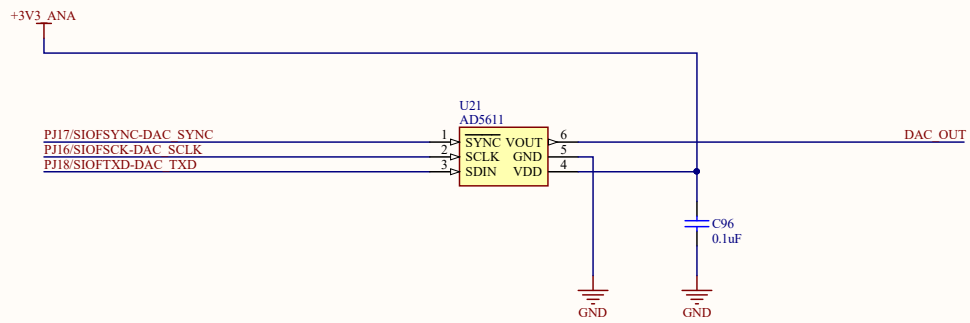 +3V3_ANA
U21
AD5611
PJ17/SIOFSYNC-DAC_SYNC 1 SYNC VOUT 6 DAC_OUT
PJ16/SIOFSCK-DAC_SCLK 2 SCLK GND 5
PJ18/SIOFTXD-DAC_TXD 3 SDIN VDD 4
C96
0.1uF
GND GND